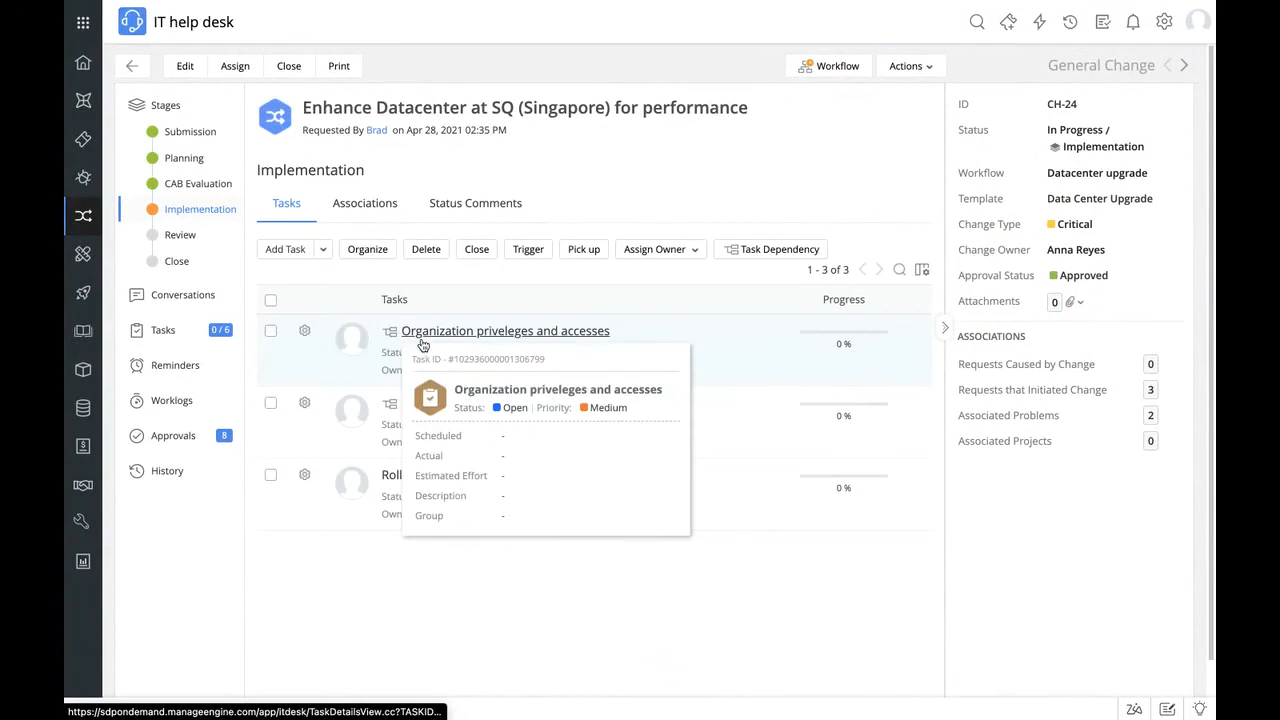 IT help desk
Edit
Assign
Close
Print
Workflow
Actions
General Change
Stages
Submission
Planning
CAB Evaluation
Implementation
Review
Close
Conversations
Tasks 0 / 6
Reminders
Worklogs
Approvals 8
History
Enhance Datacenter at SQ (Singapore) for performance
Requested By Brad on Apr 28, 2021 02:35 PM
Implementation
Tasks
Associations
Status Comments
Add Task
Organize
Delete
Close
Trigger
Pick up
Assign Owner
Task Dependency
1 - 3 of 3
Tasks
Progress
Organization priveleges and accesses
0 %
Task ID - #102936000001306799
Organization priveleges and accesses
Status: Open | Priority: Medium
Scheduled -
Actual -
Estimated Effort -
Description -
Group -
0 %
0 %
ID CH-24
Status In Progress /
Implementation
Workflow Datacenter upgrade
Template Data Center Upgrade
Change Type Critical
Change Owner Anna Reyes
Approval Status Approved
Attachments 0
ASSOCIATIONS
Requests Caused by Change 0
Requests that Initiated Change 3
Associated Problems 2
Associated Projects 0
https://sdpondemand.manageengine.com/app/itdesk/TaskDetailsView.cc?TASKID...